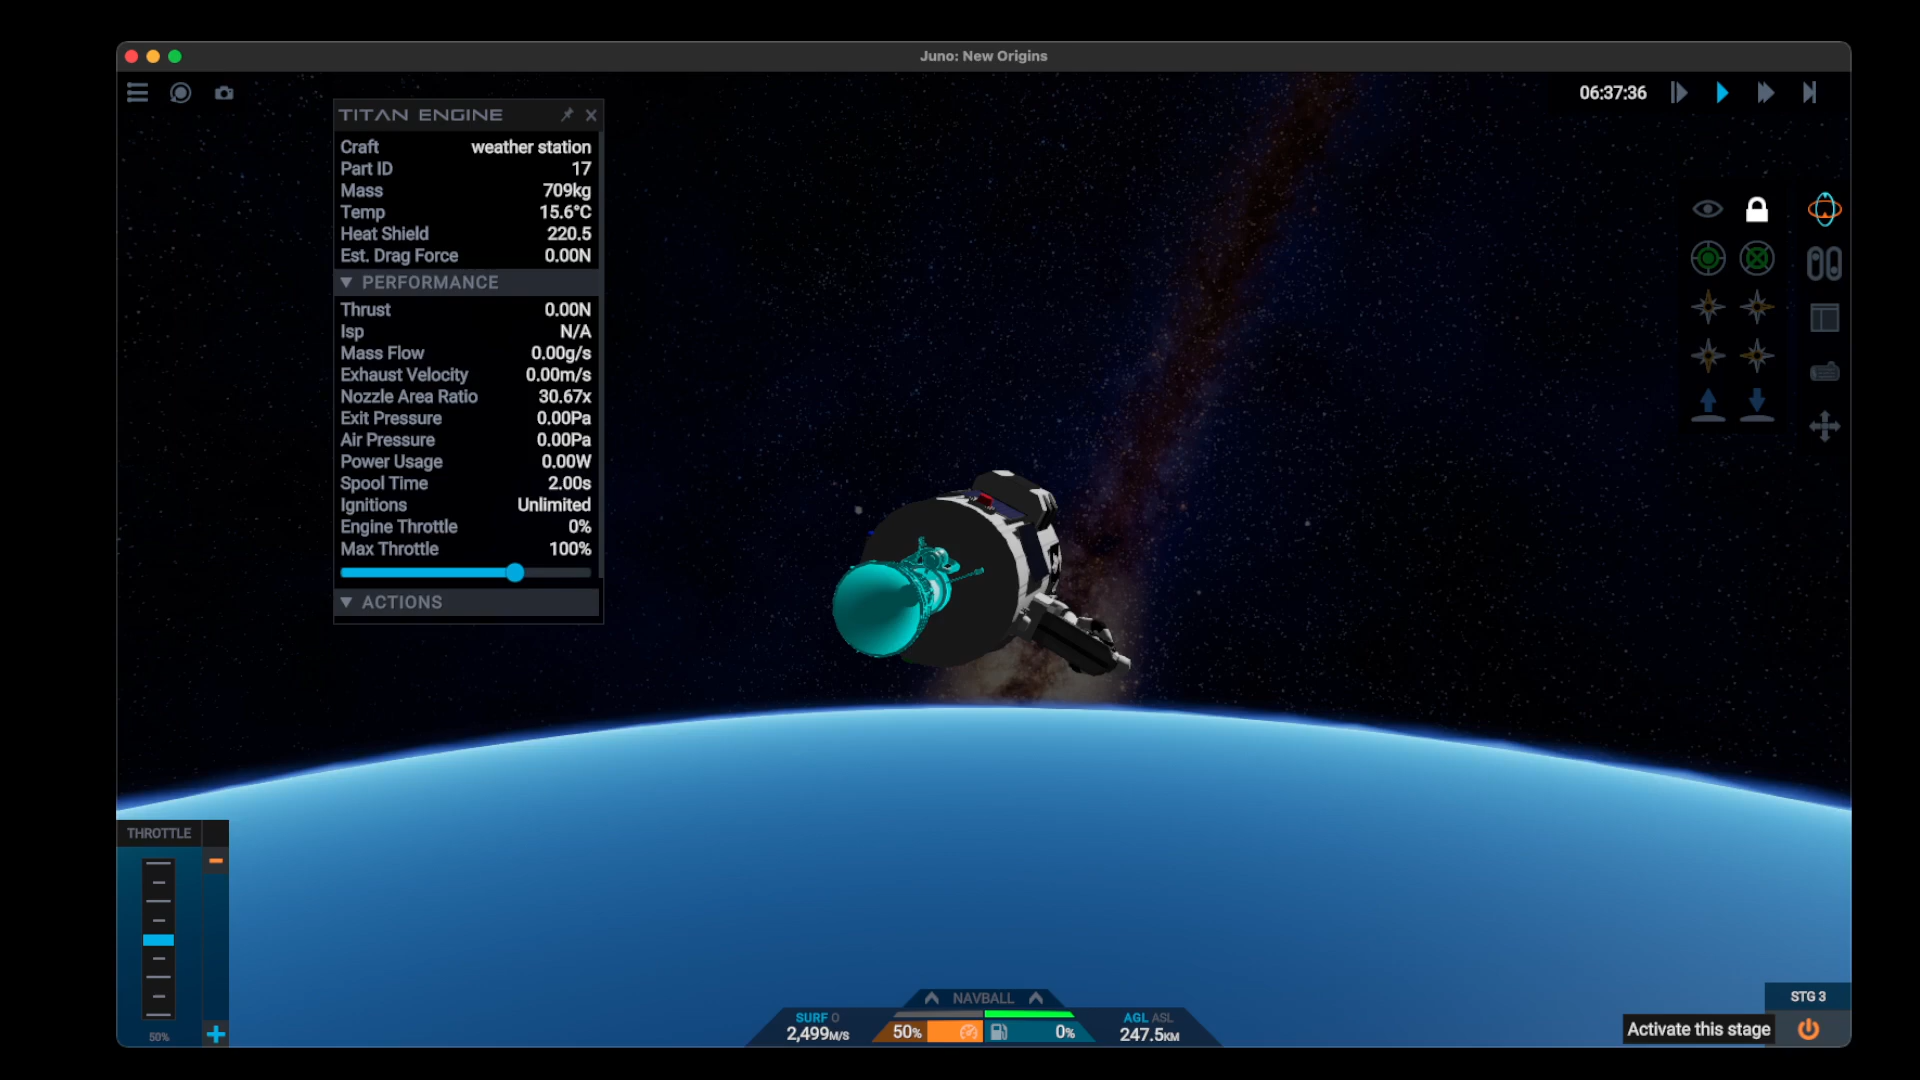 Juno: New Origins
06:37:36
TITAN ENGINE
Craft weather station
Part ID 17
Mass 709kg
Temp 15.6°C
Heat Shield 220.5
Est. Drag Force 0.00N
▼ PERFORMANCE
Thrust 0.00N
Isp N/A
Mass Flow 0.00g/s
Exhaust Velocity 0.00m/s
Nozzle Area Ratio 30.67x
Exit Pressure 0.00Pa
Air Pressure 0.00Pa
Power Usage 0.00W
Spool Time 2.00s
Ignitions Unlimited
Engine Throttle 0%
Max Throttle 100%
▼ ACTIONS
THROTTLE
50%
NAVBALL
SURF O
2,499M/S
50%
0%
AGL ASL
247.5KM
STG 3
Activate this stage